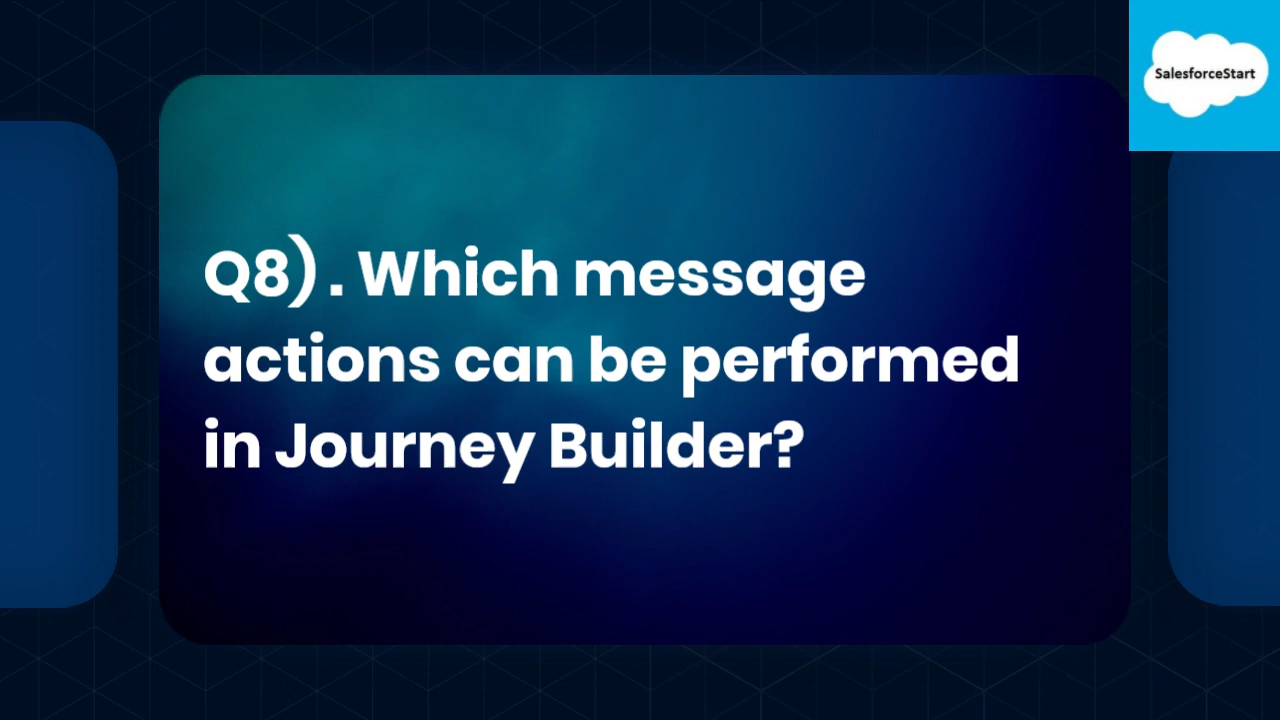 SalesforceStart
Q8) . Which message
actions can be performed
in Journey Builder?